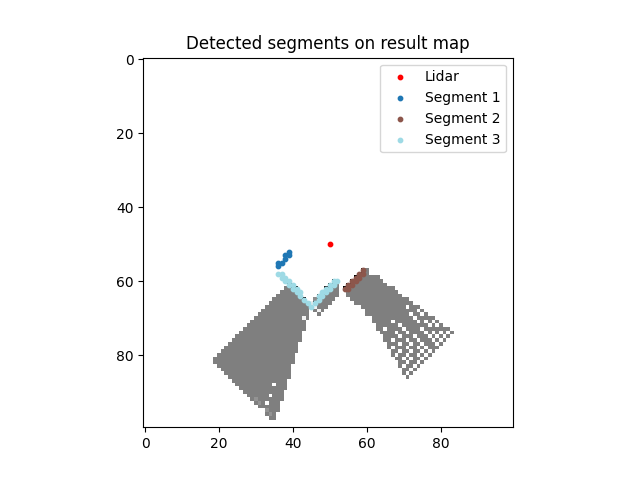 Detected segments on result map
Lidar
Segment 1
Segment 2
Segment 3
0
20
40
60
80
0 20 40 60 80